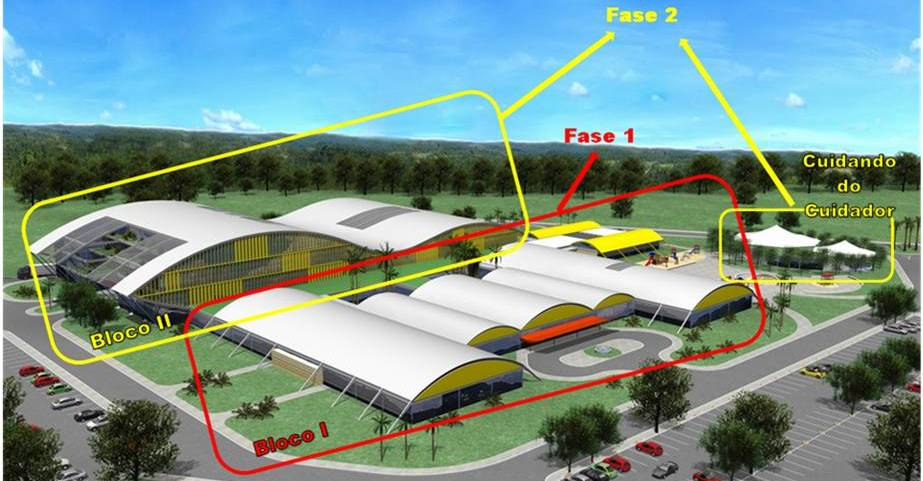 Fase 2
Fase 1
Cuidando
do
Cuidador
Bloco II
Bloco I